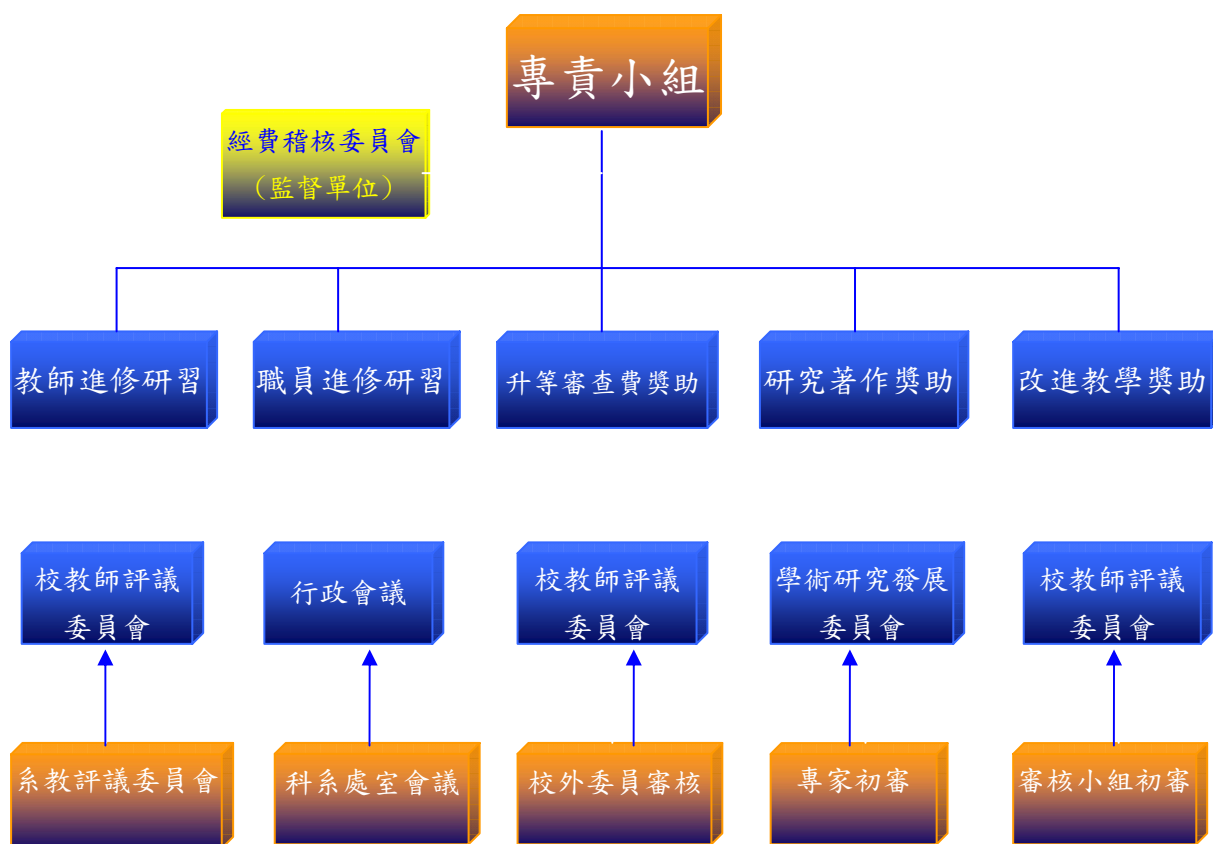 專責小組
經費稽核委員會
（監督單位）
教師進修研習
職員進修研習
升等審查費獎助
研究著作獎助
改進教學獎助
校教師評議
委員會
行政會議
校教師評議
委員會
學術研究發展
委員會
校教師評議
委員會
系教評議委員會
科系處室會議
校外委員審核
專家初審
審核小組初審